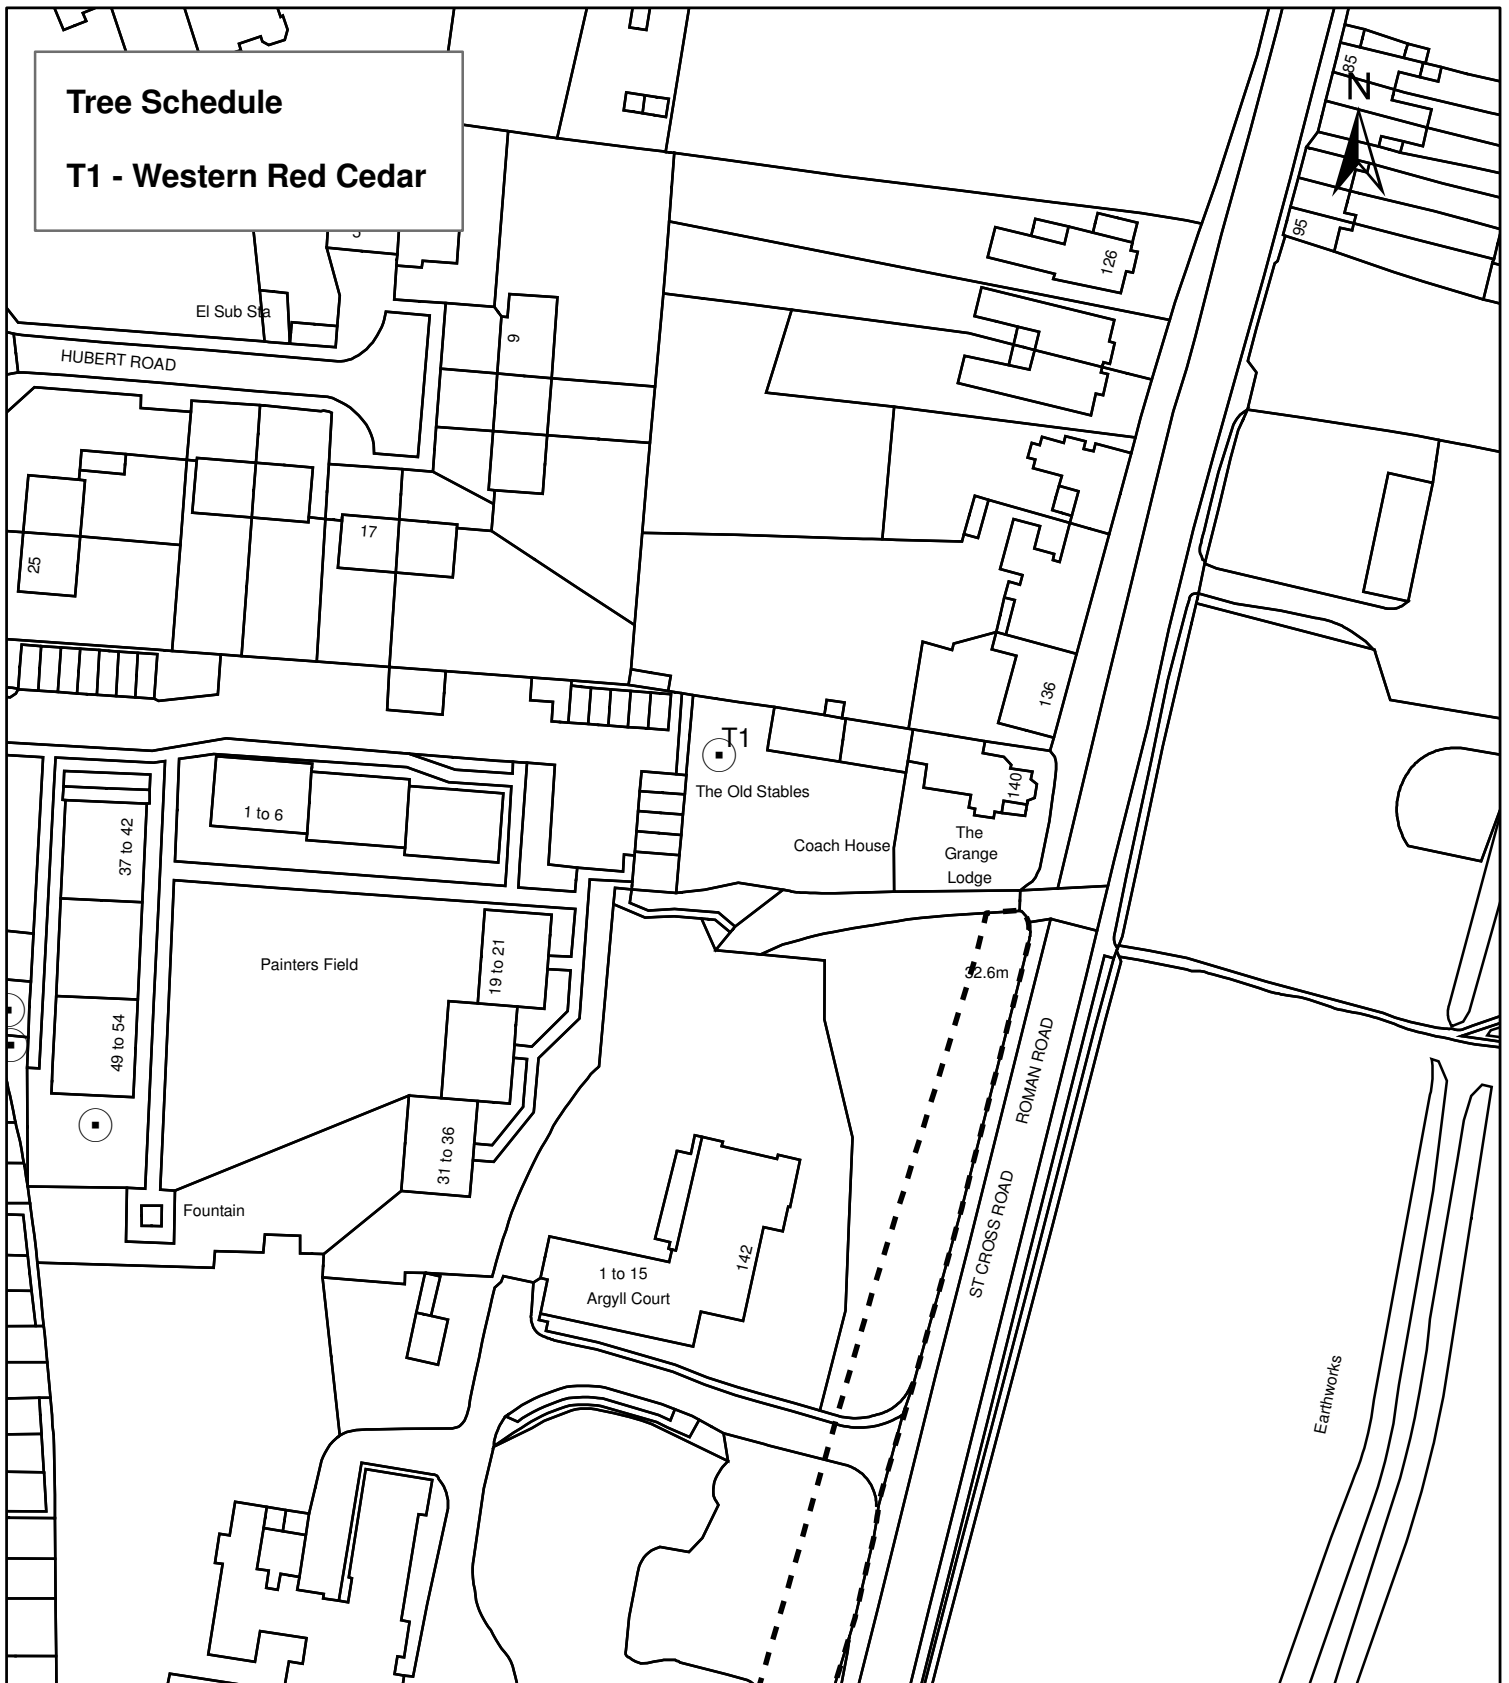 Tree Schedule
T1 - Western Red Cedar
85
N
95
126
El Sub Sta
HUBERT ROAD
9
17
25
136
T1
The Old Stables
140
1 to 6
37 to 42
Coach House
The
Grange
Lodge
Painters Field
19 to 21
32.6m
49 to 54
ROMAN ROAD
31 to 36
ST CROSS ROAD
Fountain
142
1 to 15
Argyll Court
Earthworks